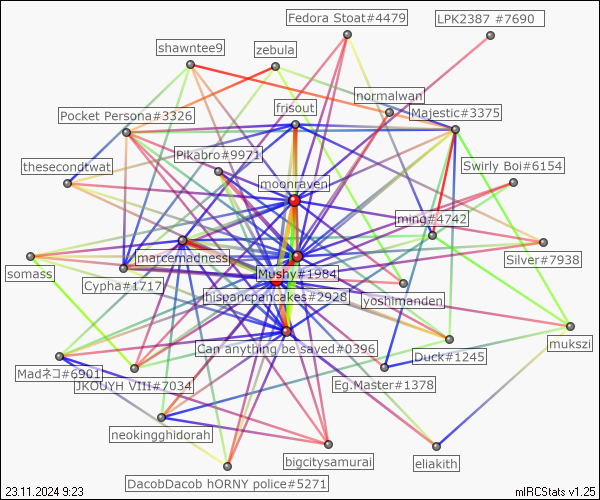 Fedora Stoat#4479
LPK2387 #7690
shawntee9
zebula
normalwan
frisout
Majestic#3375
Pocket Persona#3326
Pikabro#9971
thesecondtwat
Swirly Boi#6154
moonraven
ming#4742
marcemadness
Silver#7938
somass
Mushy#1984
Cypha#1717
hispancpancakes#2928
yoshimanden
mukszi
Can anything be saved#0396
Duck#1245
Madネコ#6901
JKOUYH VIII#7034
Eg.Master#1378
neokingghidorah
bigcitysamurai
eliakith
DacobDacob hORNY police#5271
23.11.2024 9:23
mIRCStats v1.25